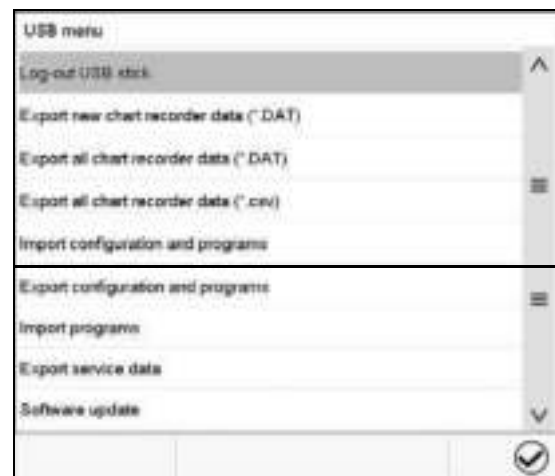 USB menu
Log-out USB stick
Export new chart recorder data (*.DAT)
Export all chart recorder data (*.DAT)
Export all chart recorder data (*.csv)
Import configuration and programs
Export configuration and programs
Import programs
Export service data
Software update